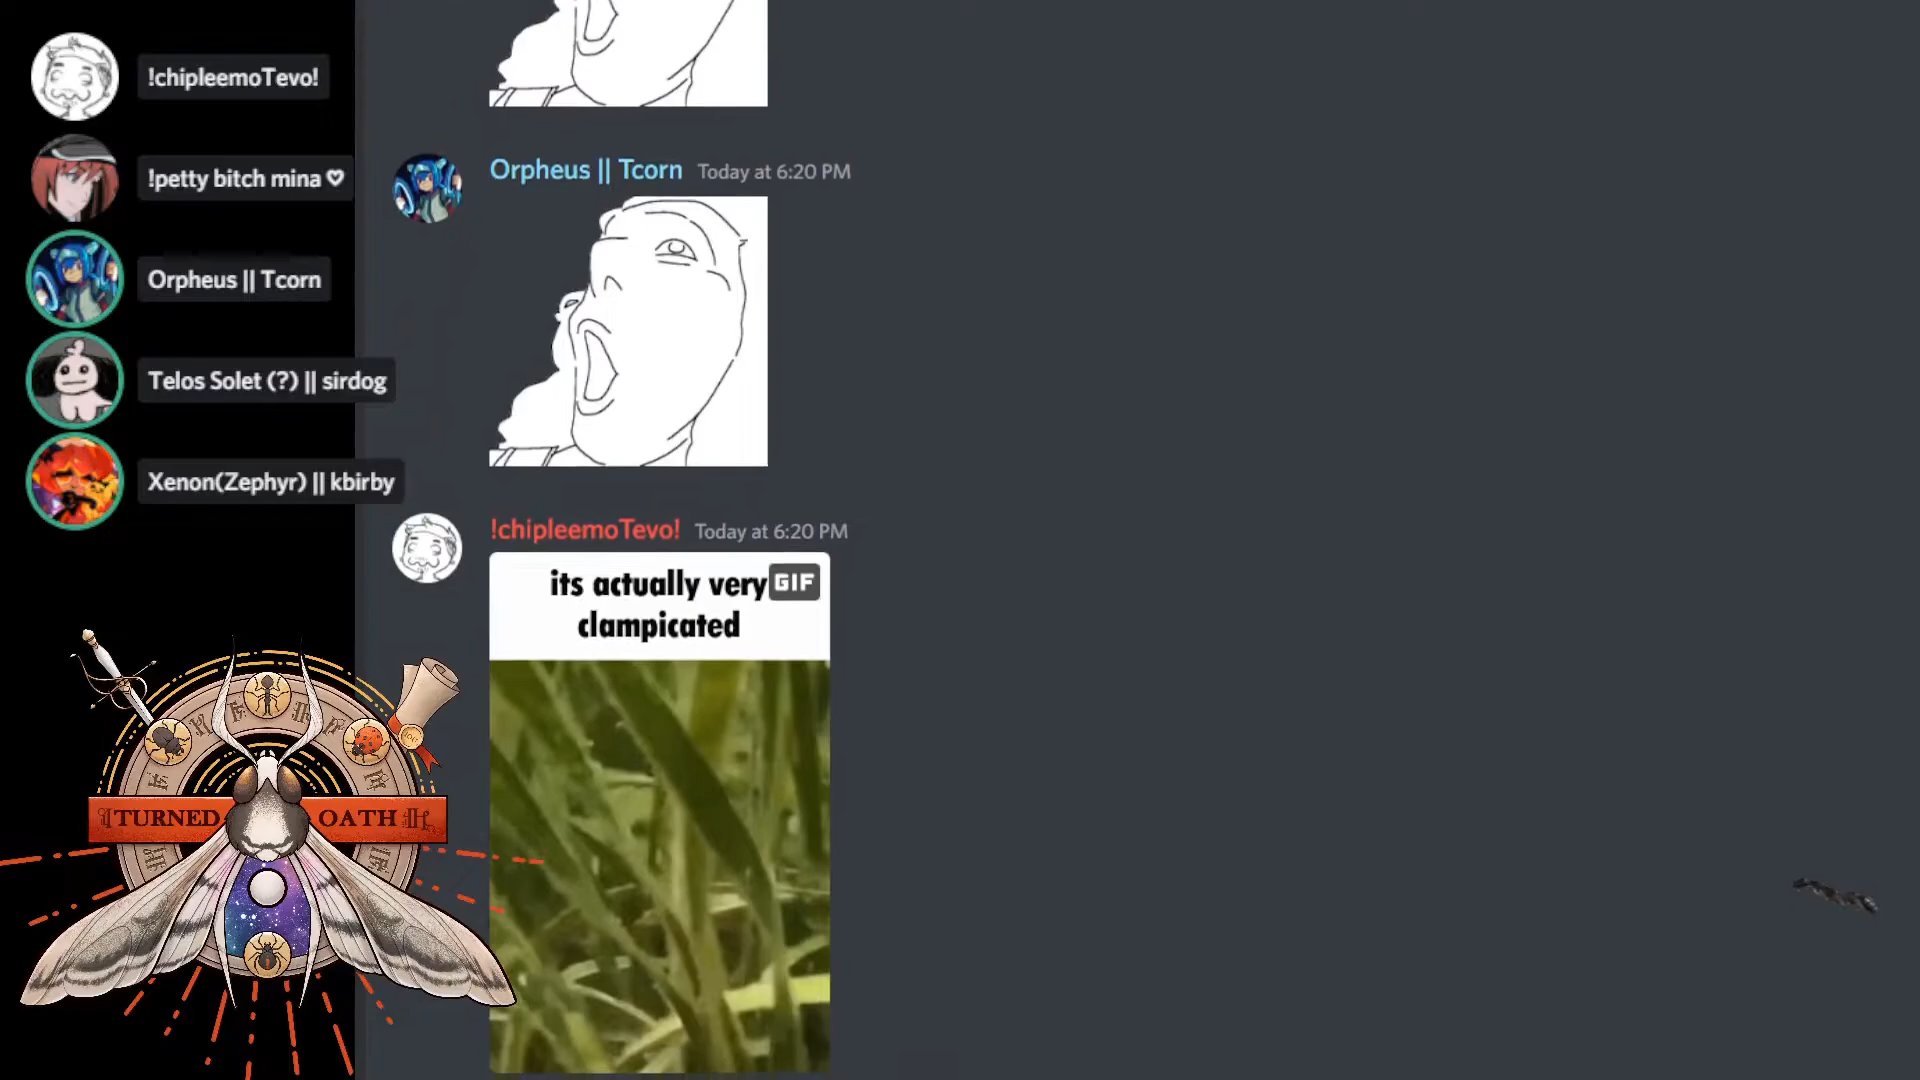 !chipleemoTevo!
!petty bitch mina ♡
Orpheus || Tcorn
Telos Solet (?) || sirdog
Xenon(Zephyr) || kbirby
TURNED OATH
Orpheus || Tcorn Today at 6:20 PM
!chipleemoTevo! Today at 6:20 PM
its actually very
GIF
clampicated